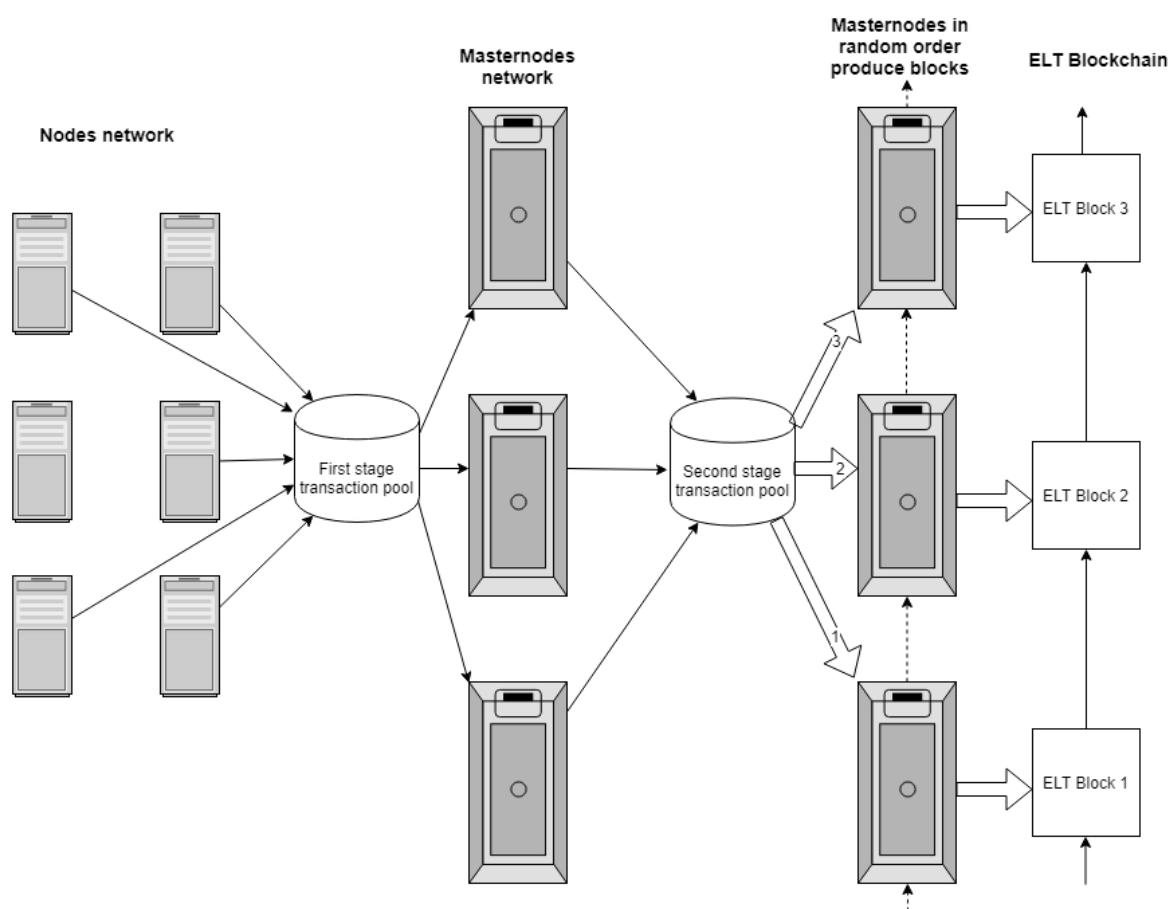 Nodes network
Masternodes
network
Masternodes in
random order
produce blocks
ELT Blockchain
First stage
transaction pool
Second stage
transaction pool
3
2
1
ELT Block 3
ELT Block 2
ELT Block 1